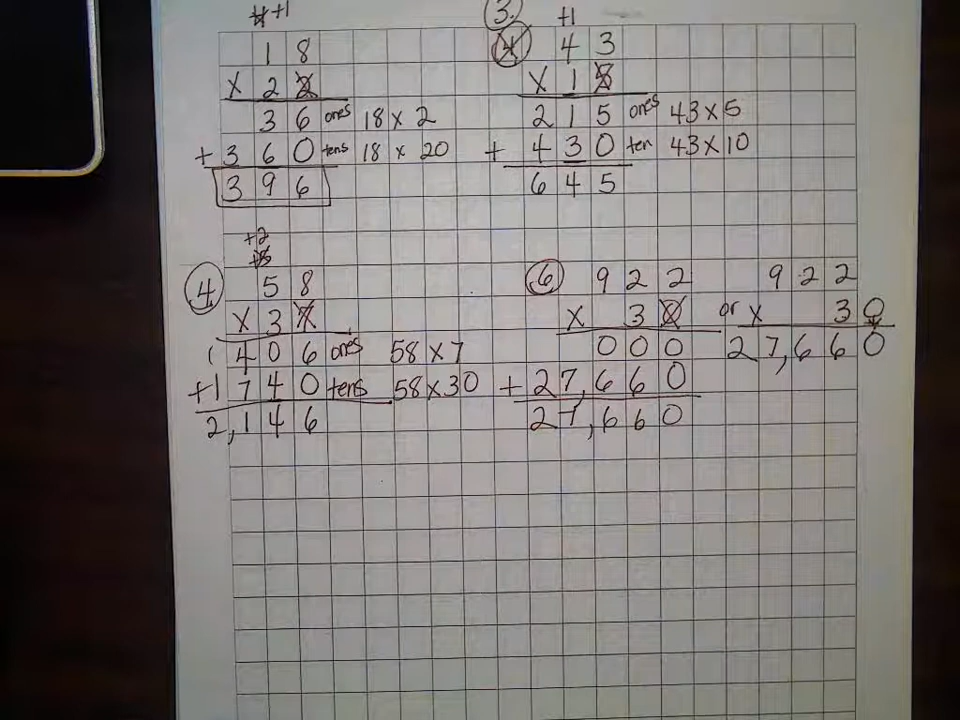 +1
1 8
x 2 2
3 6 ones 18 x 2
+ 3 6 0 tens 18 x 20
3 9 6
3.
+1
4 3
x 1 5
2 1 5 ones 43 x 5
+ 4 3 0 ten 43 x 10
6 4 5
+2
+5
4
5 8
x 3 7
1 4 0 6 ones 58 x 7
+ 1 7 4 0 tens 58 x 30
2,1 4 6
6
9 2 2
x 3 0
0 0 0
+ 2 7,6 6 0
2 7,6 6 0
or
9 2 2
x 3 0
2 7,6 6 0